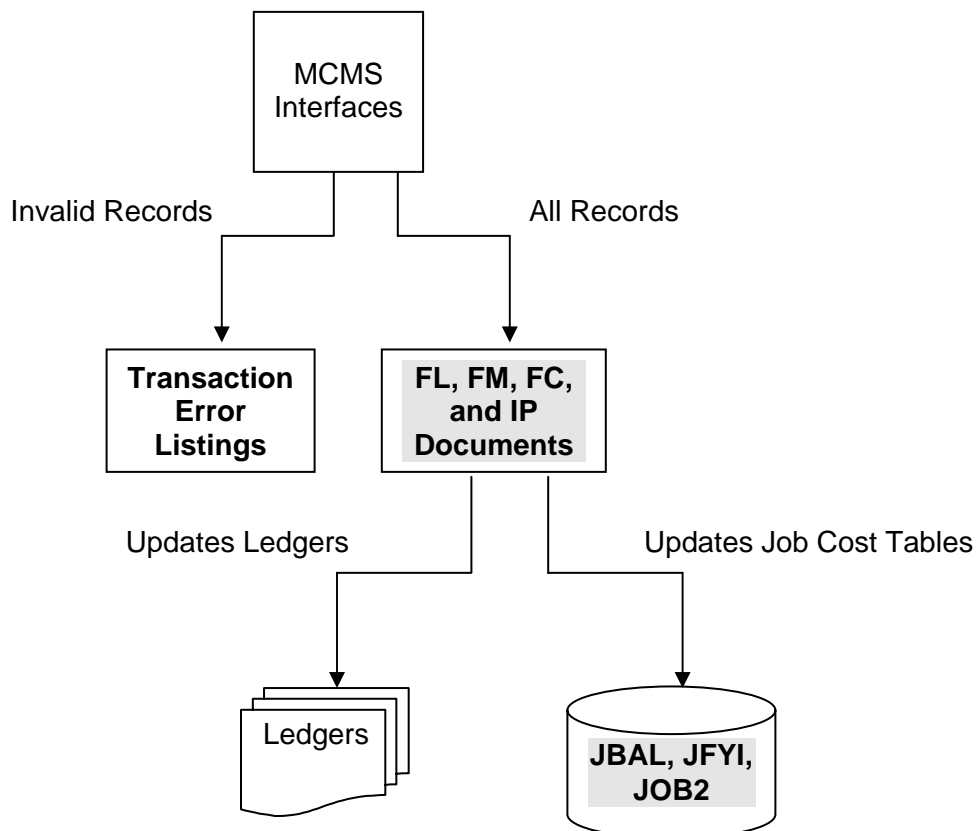 MCMS
Interfaces
Invalid Records
All Records
Transaction
Error
Listings
FL, FM, FC,
and IP
Documents
Updates Ledgers
Updates Job Cost Tables
Ledgers
JBAL, JFYI,
JOB2